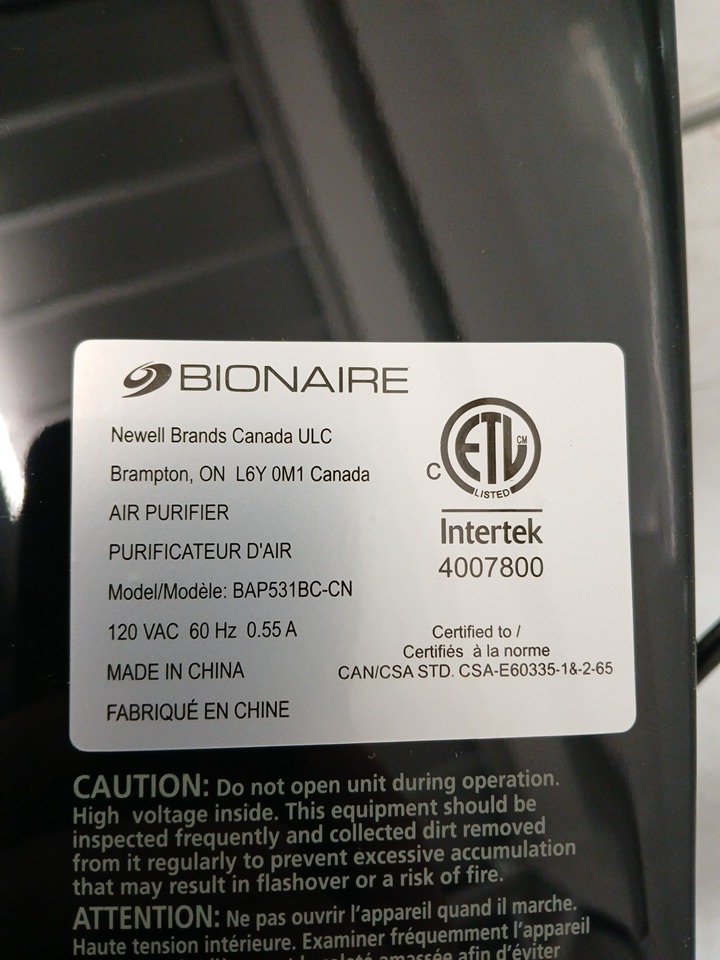 BIONAIRE
Newell Brands Canada ULC
Brampton, ON L6Y 0M1 Canada
AIR PURIFIER
PURIFICATEUR D'AIR
Model/Modèle: BAP531BC-CN
120 VAC 60 Hz 0.55 A
MADE IN CHINA
FABRIQUÉ EN CHINE
C ETL CM
LISTED
Intertek
4007800
Certified to /
Certifiés à la norme
CAN/CSA STD. CSA-E60335-1&2-65
CAUTION: Do not open unit during operation.
High voltage inside. This equipment should be
inspected frequently and collected dirt removed
from it regularly to prevent excessive accumulation
that may result in flashover or a risk of fire.
ATTENTION: Ne pas ouvrir l'appareil quand il marche.
Haute tension intérieure. Examiner fréquemment l'appareil
saleté amassée afin d'éviter